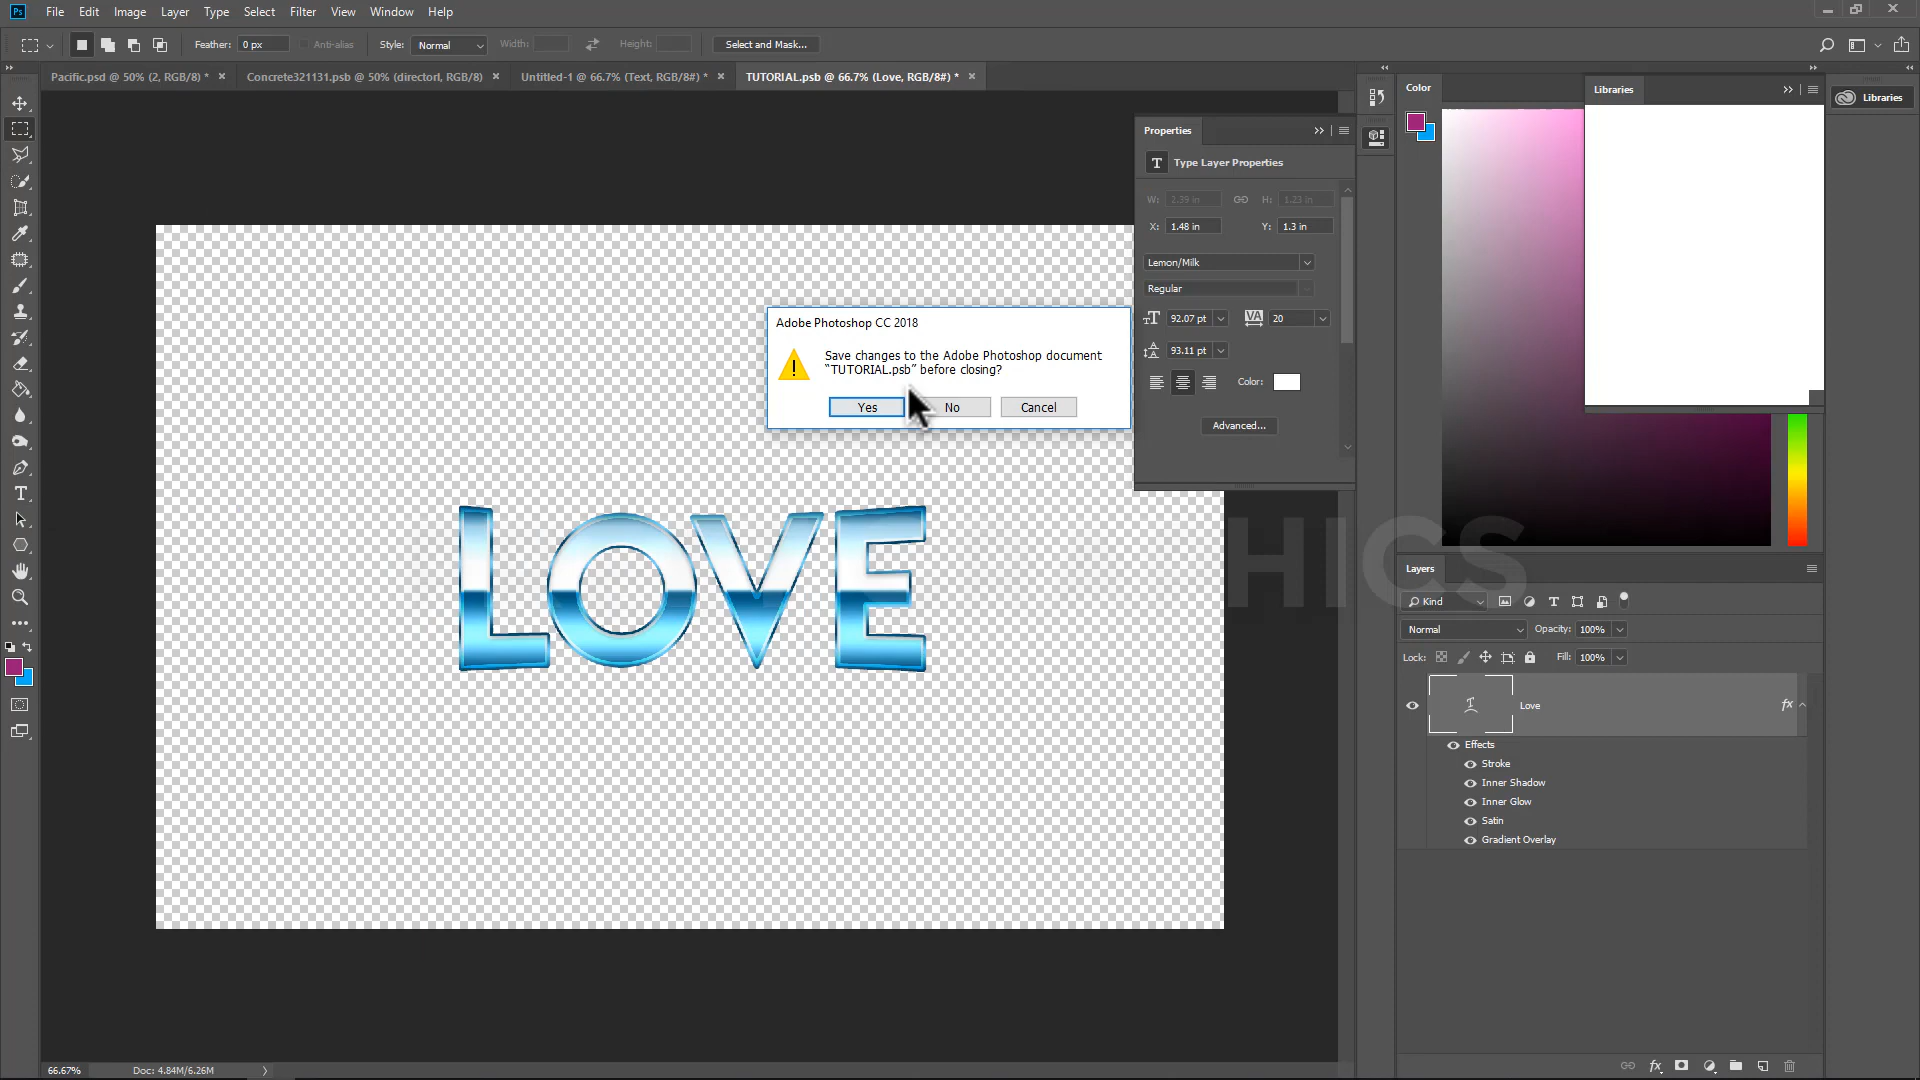 Ps File Edit Image Layer Type Select Filter View Window Help
Feather: 0 px Anti-alias Style: Normal Width: Height: Select and Mask...
Pacific.psd @ 50% (2, RGB/8) * × Concrete321131.psb @ 50% (directorl, RGB/8) × Untitled-1 @ 66.7% (Text, RGB/8#) * × TUTORIAL.psb @ 66.7% (Love, RGB/8#) * ×
Properties
T Type Layer Properties
W: 2.39 in H: 1.23 in
X: 1.48 in Y: 1.3 in
Lemon/Milk
Regular
92.07 pt VA 20
93.11 pt
Color:
Advanced...
Adobe Photoshop CC 2018
Save changes to the Adobe Photoshop document
“TUTORIAL.psb” before closing?
Yes No Cancel
LOVE
HICS
Color
Libraries
Libraries
Layers
Kind
Normal Opacity: 100%
Lock: Fill: 100%
Love fx
Effects
Stroke
Inner Shadow
Inner Glow
Satin
Gradient Overlay
fx
66.67% Doc: 4.84M/6.26M